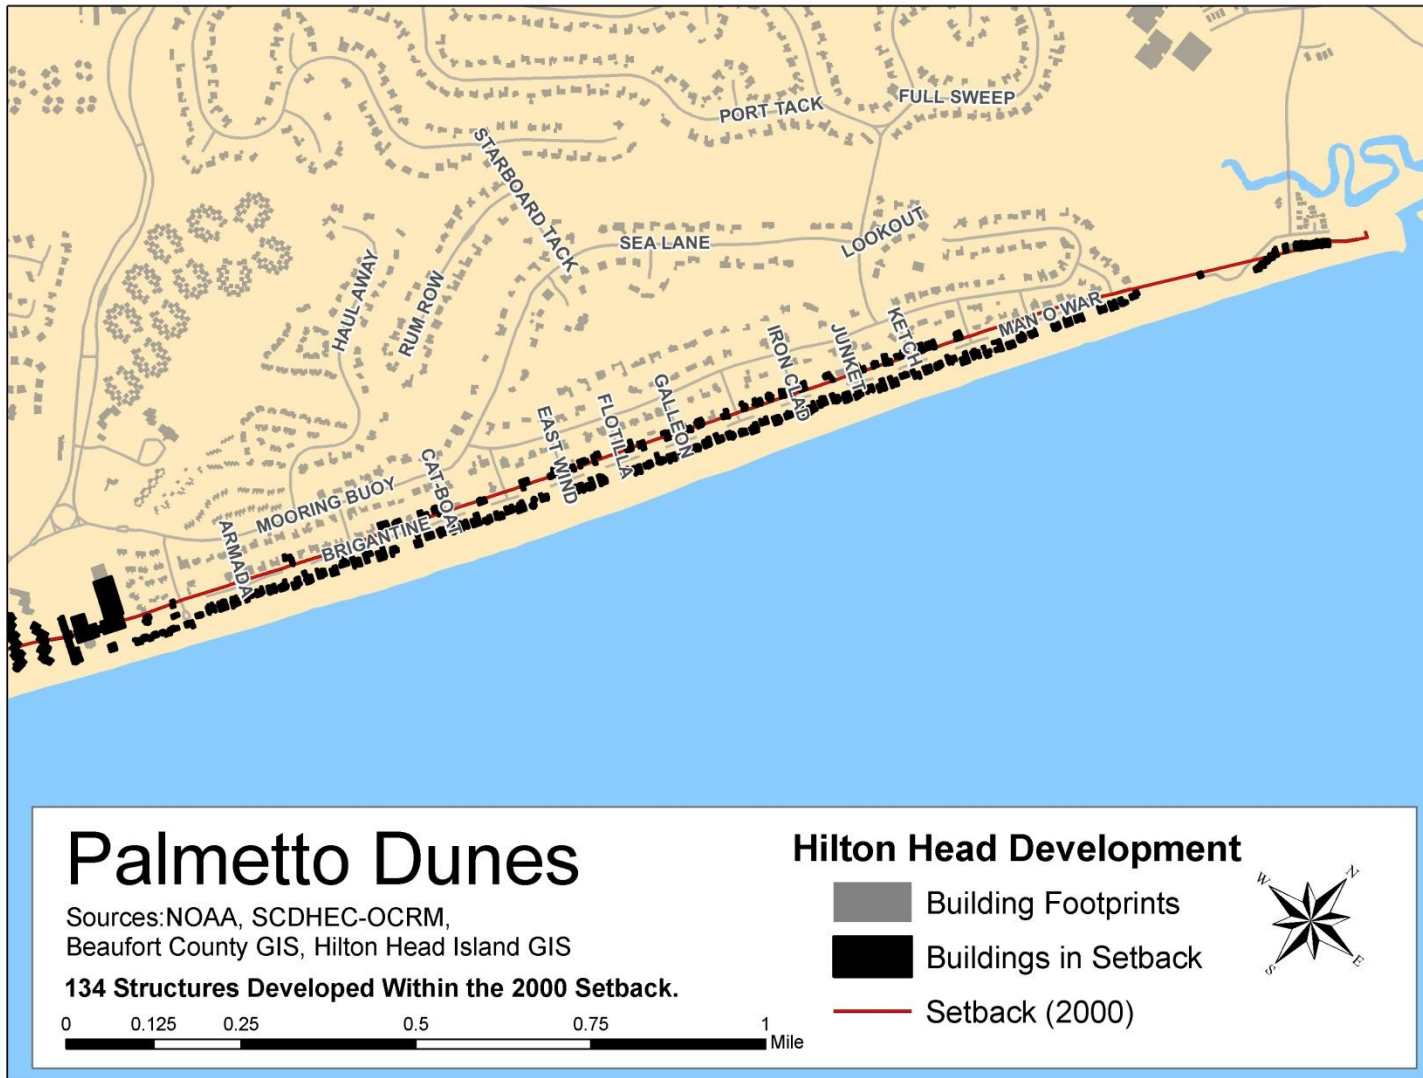 PORT TACK
FULL SWEEP
STARBOARD TACK
SEA LANE
LOOKOUT
HAUL AWAY
RUM ROW
MAN O WAR
KETCH
JUNKET
IRON CLAD
GALLEON
FLOTILLA
EAST WIND
CAT-BOAT
MOORING BUOY
BRIGANTINE
ARMADA
Palmetto Dunes
Sources:NOAA, SCDHEC-OCRM,
Beaufort County GIS, Hilton Head Island GIS
134 Structures Developed Within the 2000 Setback.
0 0.125 0.25 0.5 0.75 1
Mile
Hilton Head Development
Building Footprints
Buildings in Setback
Setback (2000)
W N
S E